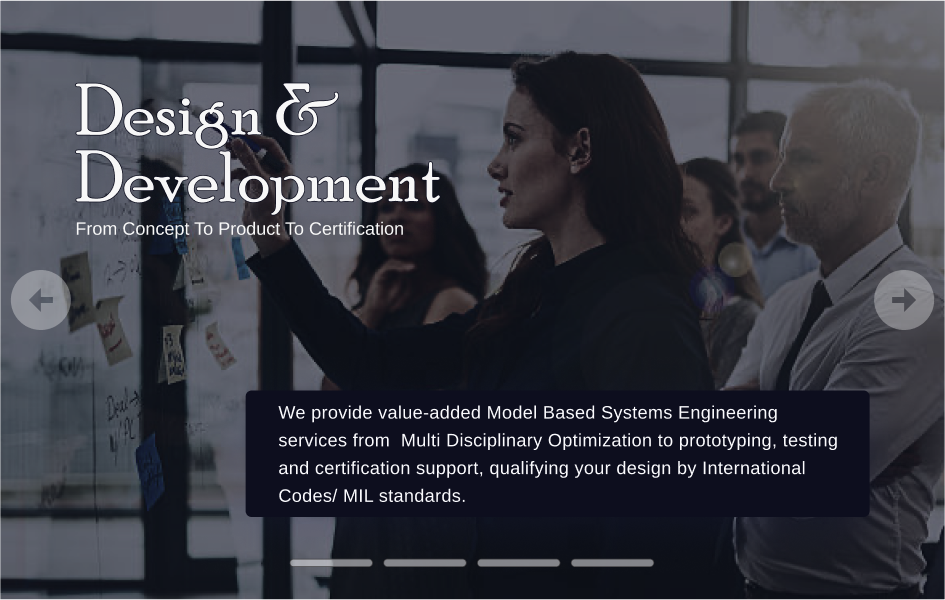 Design &
Development
From Concept To Product To Certification
We provide value-added Model Based Systems Engineering
services from  Multi Disciplinary Optimization to prototyping, testing
and certification support, qualifying your design by International
Codes/ MIL standards.